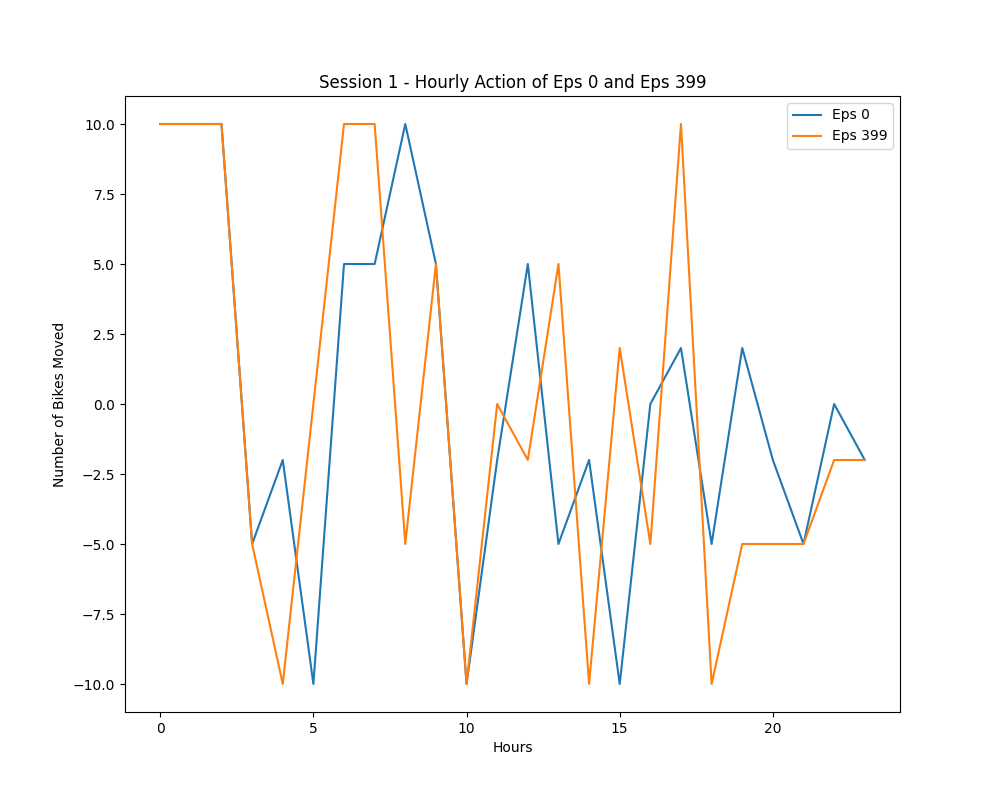 Session 1 - Hourly Action of Eps 0 and Eps 399
Eps 0
Eps 399
10.0
7.5
5.0
2.5
0.0
−2.5
−5.0
−7.5
−10.0
Number of Bikes Moved
0
5
10
15
20
Hours